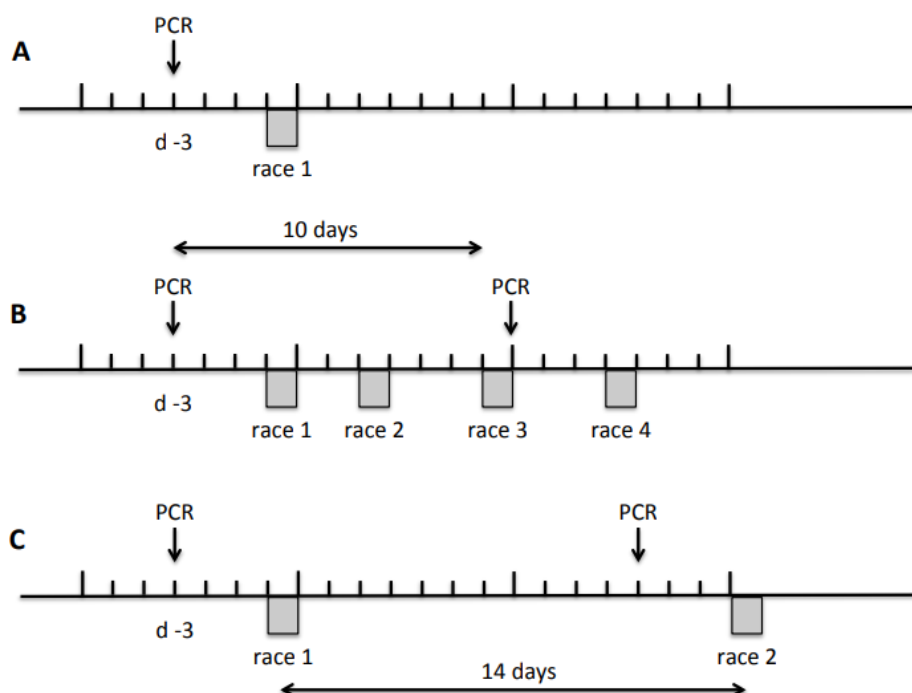 PCR
A
d -3
race 1
10 days
PCR PCR
B
d -3
race 1 race 2 race 3 race 4
PCR PCR
C
d -3
race 1 race 2
14 days